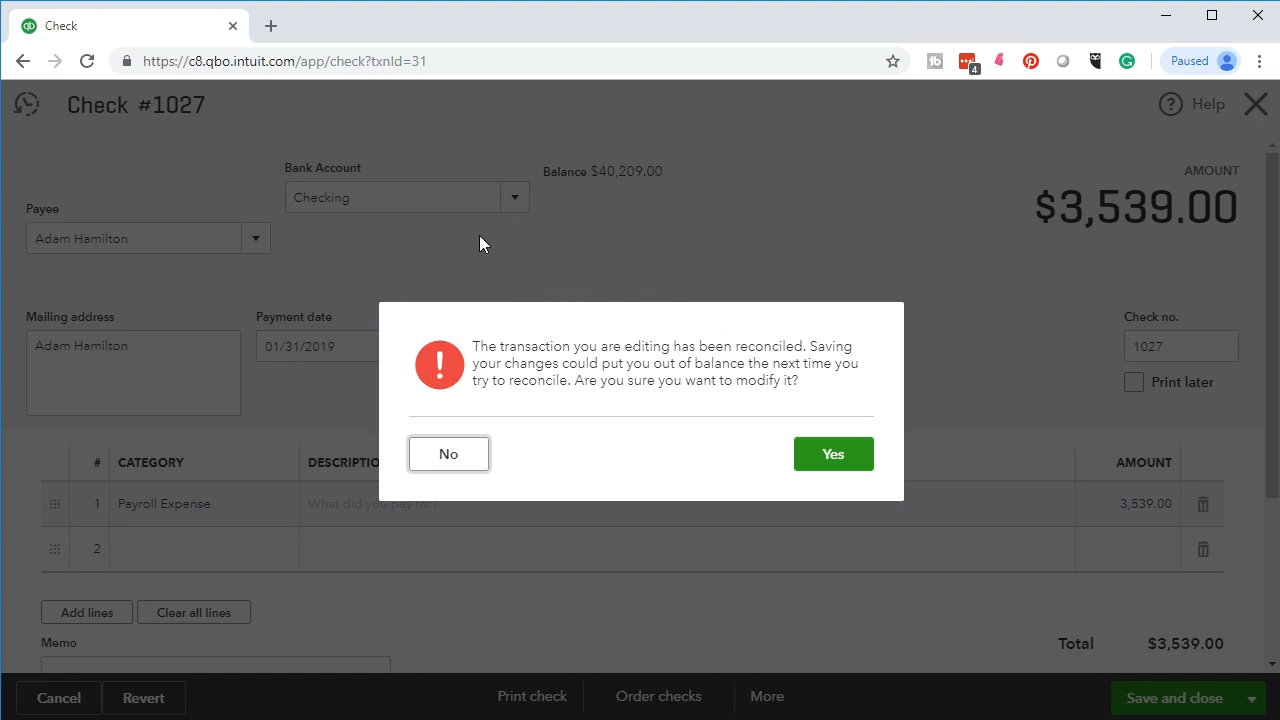 Check
https://c8.qbo.intuit.com/app/check?txnId=31
4
Paused
Check #1027
Help
Bank Account
Balance $40,209.00
AMOUNT
Checking
$3,539.00
Payee
Adam Hamilton
Mailing address
Payment date
Check no.
Adam Hamilton
01/31/2019
1027
Print later
The transaction you are editing has been reconciled. Saving
your changes could put you out of balance the next time you
try to reconcile. Are you sure you want to modify it?
No
Yes
# CATEGORY DESCRIPTIO AMOUNT
1 Payroll Expense What did you pay for? 3,539.00
2
Add lines Clear all lines
Memo
Total $3,539.00
Cancel Revert Print check Order checks More Save and close